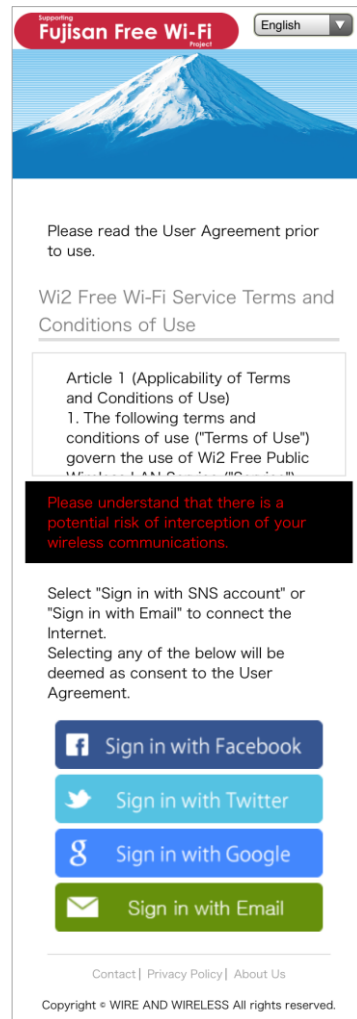 Supporting
Fujisan Free Wi-Fi
Project
English
Please read the User Agreement prior
to use.
Wi2 Free Wi-Fi Service Terms and
Conditions of Use
Article 1 (Applicability of Terms
and Conditions of Use)
1. The following terms and
conditions of use ("Terms of Use")
govern the use of Wi2 Free Public
Wireless LAN Service ("Service")
Please understand that there is a
potential risk of interception of your
wireless communications.
Select "Sign in with SNS account" or
"Sign in with Email" to connect the
Internet.
Selecting any of the below will be
deemed as consent to the User
Agreement.
Sign in with Facebook
Sign in with Twitter
Sign in with Google
Sign in with Email
Contact| Privacy Policy| About Us
Copyright © WIRE AND WIRELESS All rights reserved.